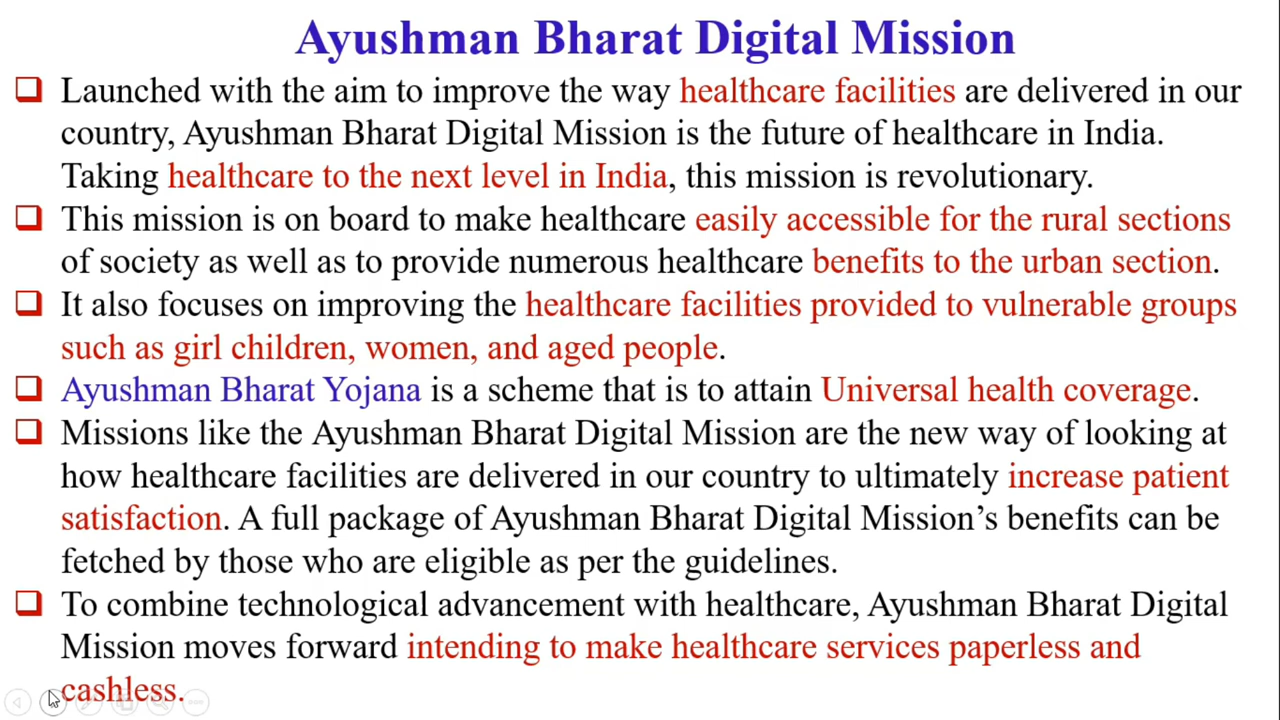 Ayushman Bharat Digital Mission
Launched with the aim to improve the way healthcare facilities are delivered in our
country, Ayushman Bharat Digital Mission is the future of healthcare in India.
Taking healthcare to the next level in India, this mission is revolutionary.
This mission is on board to make healthcare easily accessible for the rural sections
of society as well as to provide numerous healthcare benefits to the urban section.
It also focuses on improving the healthcare facilities provided to vulnerable groups
such as girl children, women, and aged people.
Ayushman Bharat Yojana is a scheme that is to attain Universal health coverage.
Missions like the Ayushman Bharat Digital Mission are the new way of looking at
how healthcare facilities are delivered in our country to ultimately increase patient
satisfaction. A full package of Ayushman Bharat Digital Mission’s benefits can be
fetched by those who are eligible as per the guidelines.
To combine technological advancement with healthcare, Ayushman Bharat Digital
Mission moves forward intending to make healthcare services paperless and
cashless.